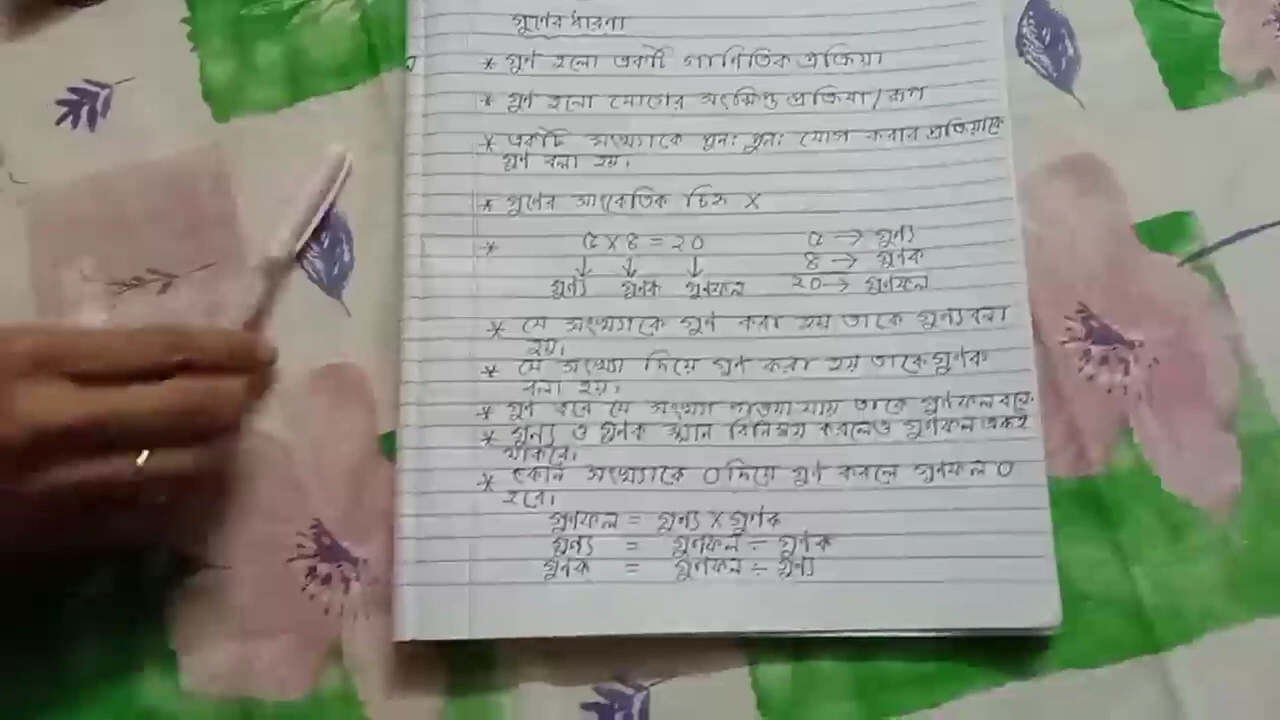 গুণের ধারনা
* গুণ হলো একটি গাণিতিক প্রক্রিয়া
* গুণ হলো যোগের সংক্ষিপ্ত প্রক্রিয়া/রূপ
* একটি সংখ্যাকে পুনঃ পুনঃ যোগ করার প্রক্রিয়াকে
গুণ বলা হয়।
* গুণের সাংকেতিক চিহ্ন ×
* ৫×৪ = ২০ ৫ → গুণ্য
↓ ↓ ↓ ৪ → গুণক
গুণ্য গুণক গুণফল ২০→ গুণফল
* যে সংখ্যাকে গুণ করা হয় তাকে গুণ্য বলা
হয়।
* যে সংখ্যা দিয়ে গুণ করা হয় তাকে গুণক
বলা হয়।
* গুণ করে যে সংখ্যা পাওয়া যায় তাকে গুণফল বলে।
* গুণ্য ও গুণক স্থান বিনিময় করলেও গুণফল একই
থাকবে।
* কোন সংখ্যাকে ০ দিয়ে গুণ করলে গুণফল ০
হবে।
গুণফল = গুণ্য × গুণক
গুণ্য = গুণফল ÷ গুণক
গুণক = গুণফল ÷ গুণ্য